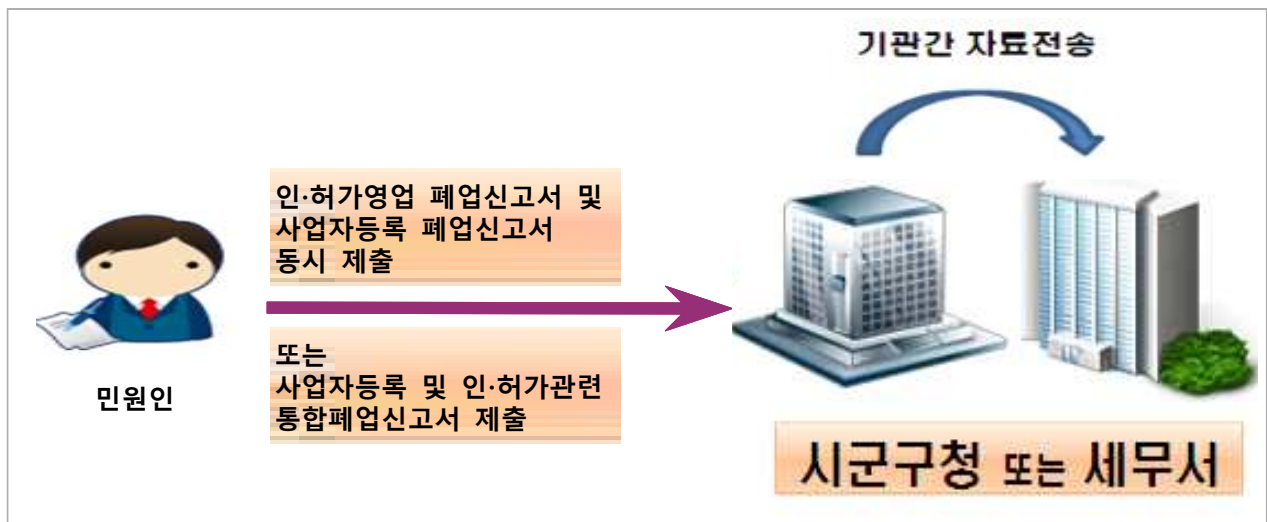 기관간 자료전송
인·허가영업 폐업신고서 및
사업자등록 폐업신고서
동시 제출
또는
사업자등록 및 인·허가관련
통합폐업신고서 제출
민원인
시군구청 또는 세무서